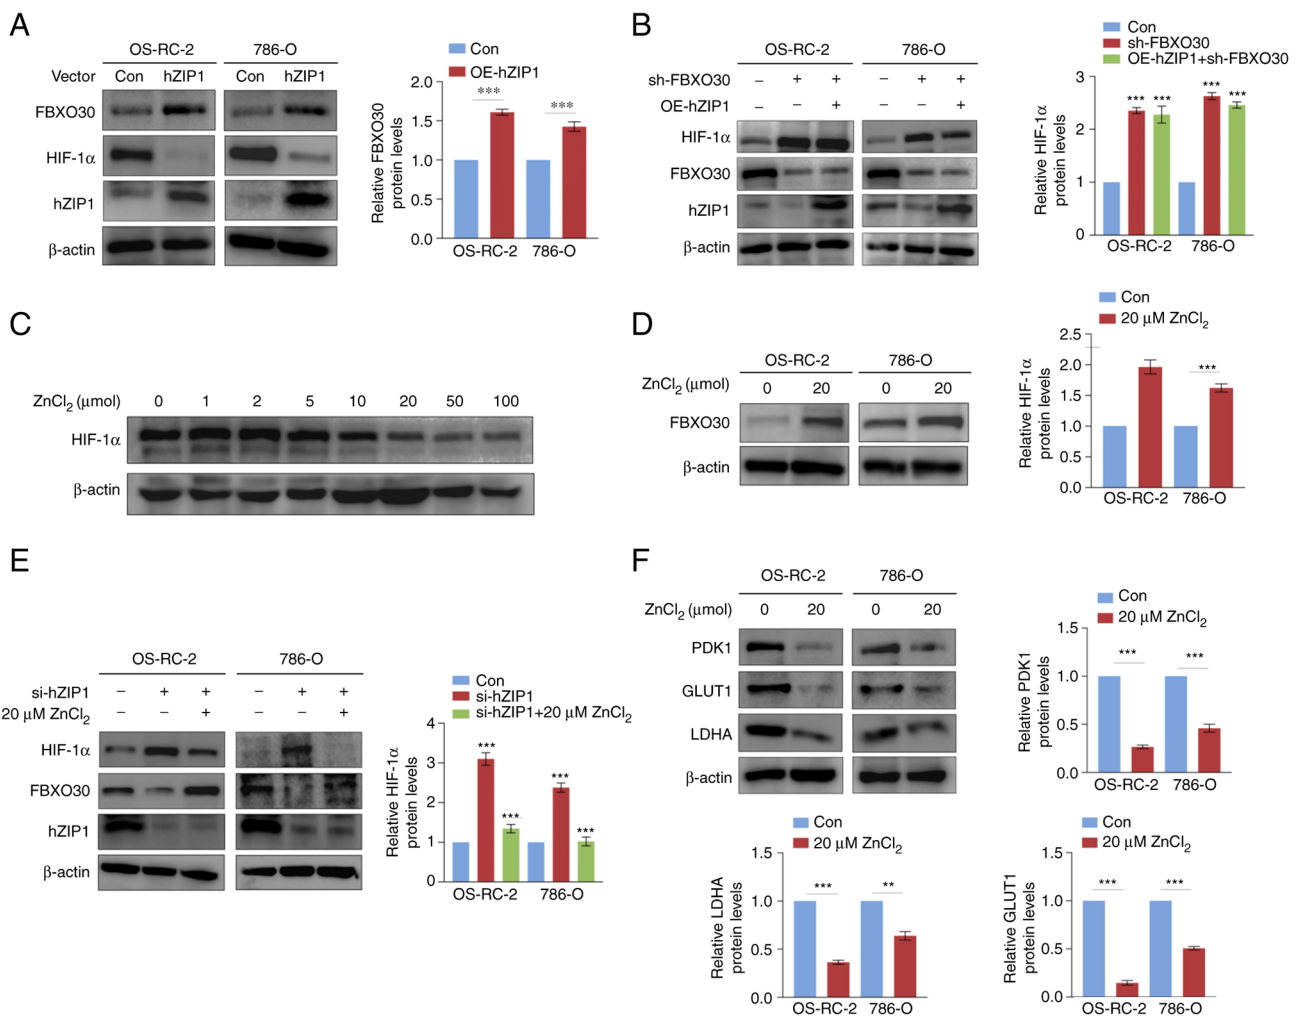 A
OS-RC-2 786-O
Vector Con hZIP1 Con hZIP1
FBXO30
HIF-1α
hZIP1
β-actin
Con
OE-hZIP1
Relative FBXO30
protein levels
2.0
1.5
1.0
0.5
0.0
*** ***
OS-RC-2 786-O
B
OS-RC-2 786-O
sh-FBXO30 – + + – + +
OE-hZIP1 – – + – – +
HIF-1α
FBXO30
hZIP1
β-actin
Con
sh-FBXO30
OE-hZIP1+sh-FBXO30
Relative HIF-1α
protein levels
3
2
1
0
*** *** *** ***
OS-RC-2 786-O
C
ZnCl2 (μmol) 0 1 2 5 10 20 50 100
HIF-1α
β-actin
D
OS-RC-2 786-O
ZnCl2 (μmol) 0 20 0 20
FBXO30
β-actin
Con
20 μM ZnCl2
Relative HIF-1α
protein levels
2.5
2.0
1.5
1.0
0.5
0.0
***
OS-RC-2 786-O
E
OS-RC-2 786-O
si-hZIP1 – + + – + +
20 μM ZnCl2 – – + – – +
HIF-1α
FBXO30
hZIP1
β-actin
Con
si-hZIP1
si-hZIP1+20 μM ZnCl2
Relative HIF-1α
protein levels
4
3
2
1
0
*** *** *** ***
OS-RC-2 786-O
F
OS-RC-2 786-O
ZnCl2 (μmol) 0 20 0 20
PDK1
GLUT1
LDHA
β-actin
Con
20 μM ZnCl2
Relative PDK1
protein levels
1.5
1.0
0.5
0.0
*** ***
OS-RC-2 786-O
Con
20 μM ZnCl2
Relative LDHA
protein levels
1.5
1.0
0.5
0.0
*** **
OS-RC-2 786-O
Con
20 μM ZnCl2
Relative GLUT1
protein levels
1.5
1.0
0.5
0.0
*** ***
OS-RC-2 786-O